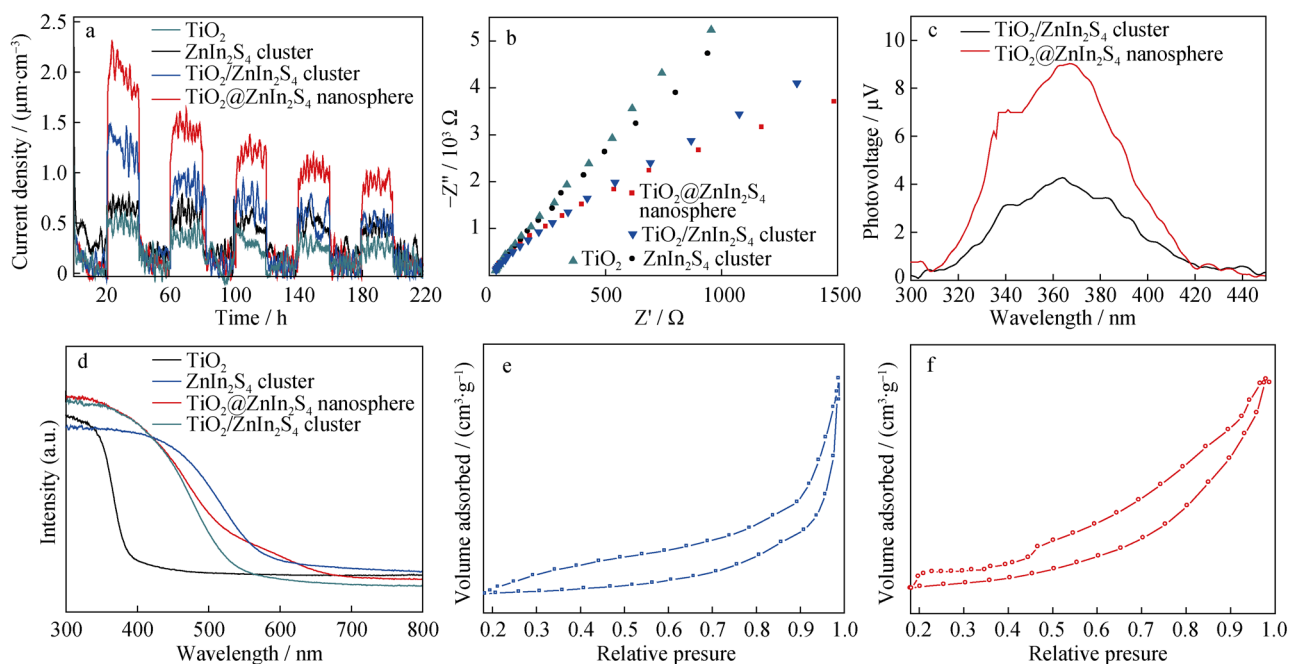 a
TiO₂
ZnIn₂S₄ cluster
TiO₂/ZnIn₂S₄ cluster
TiO₂@ZnIn₂S₄ nanosphere
2.5
2.0
1.5
1.0
0.5
0
Current density / (μm·cm⁻³)
20 60 100 140 180 220
Time / h
b
5
4
3
2
1
0
−Z'' / 10³ Ω
TiO₂@ZnIn₂S₄
nanosphere
TiO₂/ZnIn₂S₄ cluster
TiO₂ ZnIn₂S₄ cluster
0 500 1000 1500
Z' / Ω
c
TiO₂/ZnIn₂S₄ cluster
TiO₂@ZnIn₂S₄ nanosphere
10
8
6
4
2
0
Photovoltage / μV
300 320 340 360 380 400 420 440
Wavelength / nm
d
TiO₂
ZnIn₂S₄ cluster
TiO₂@ZnIn₂S₄ nanosphere
TiO₂/ZnIn₂S₄ cluster
Intensity (a.u.)
300 400 500 600 700 800
Wavelength / nm
e
Volume adsorbed / (cm³·g⁻¹)
0.2 0.3 0.4 0.5 0.6 0.7 0.8 0.9 1.0
Relative presure
f
Volume adsorbed / (cm³·g⁻¹)
0.2 0.3 0.4 0.5 0.6 0.7 0.8 0.9 1.0
Relative presure